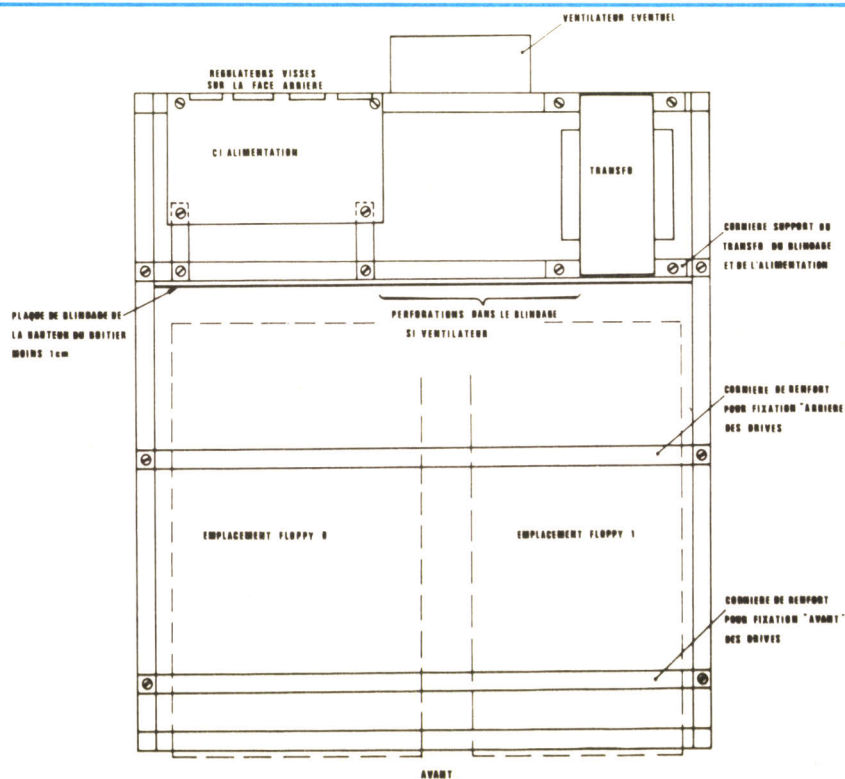 VENTILATEUR EVENTUEL
REGULATEURS VISSES
SUR LA FACE ARRIERE
CI ALIMENTATION
TRANSFO
CORNIERE SUPPORT DU
TRANSFO DU BLINDAGE
ET DE L'ALIMENTATION
PLAQUE DE BLINDAGE DE
LA HAUTEUR DU BOITIER
MOINS 1cm
PERFORATIONS DANS LE BLINDAGE
SI VENTILATEUR
CORNIERE DE RENFORT
POUR FIXATION "ARRIERE
DES DRIVES
EMPLACEMENT FLOPPY 0
EMPLACEMENT FLOPPY 1
CORNIERE DE RENFORT
POUR FIXATION "AVANT"
DES DRIVES
AVANT